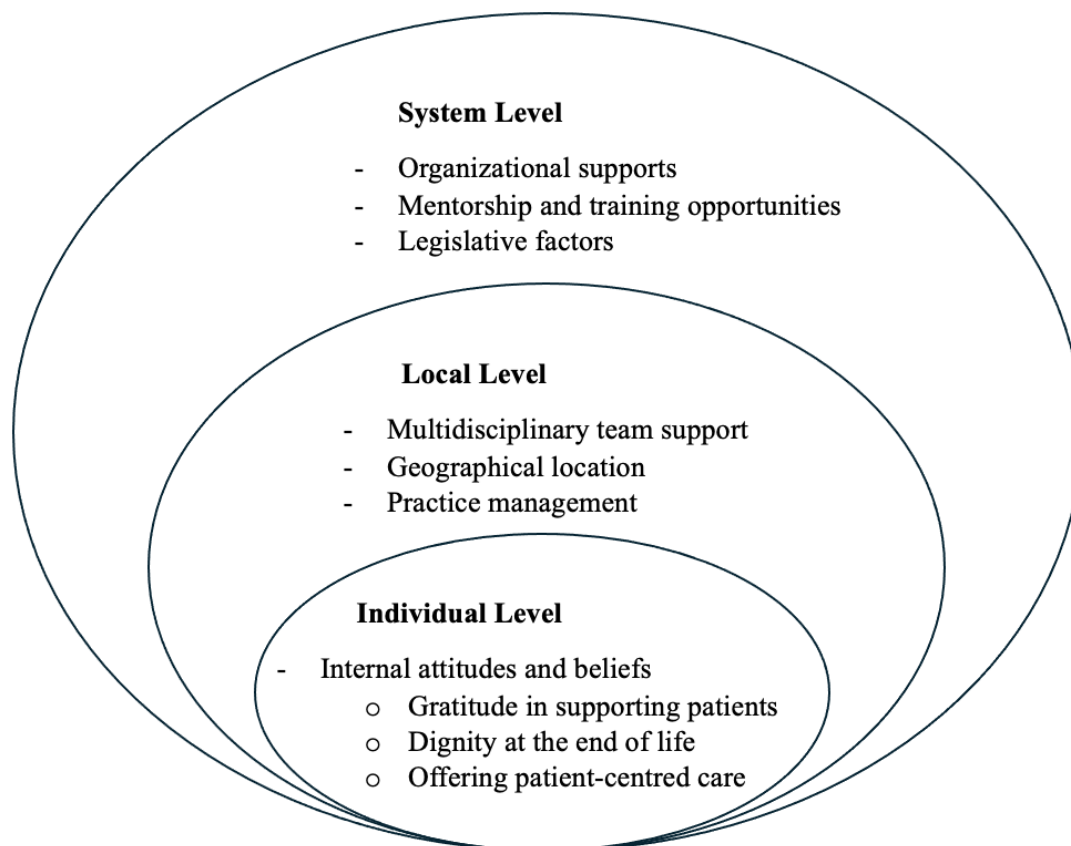 System Level
- Organizational supports
- Mentorship and training opportunities
- Legislative factors
Local Level
- Multidisciplinary team support
- Geographical location
- Practice management
Individual Level
- Internal attitudes and beliefs
o Gratitude in supporting patients
o Dignity at the end of life
o Offering patient-centred care